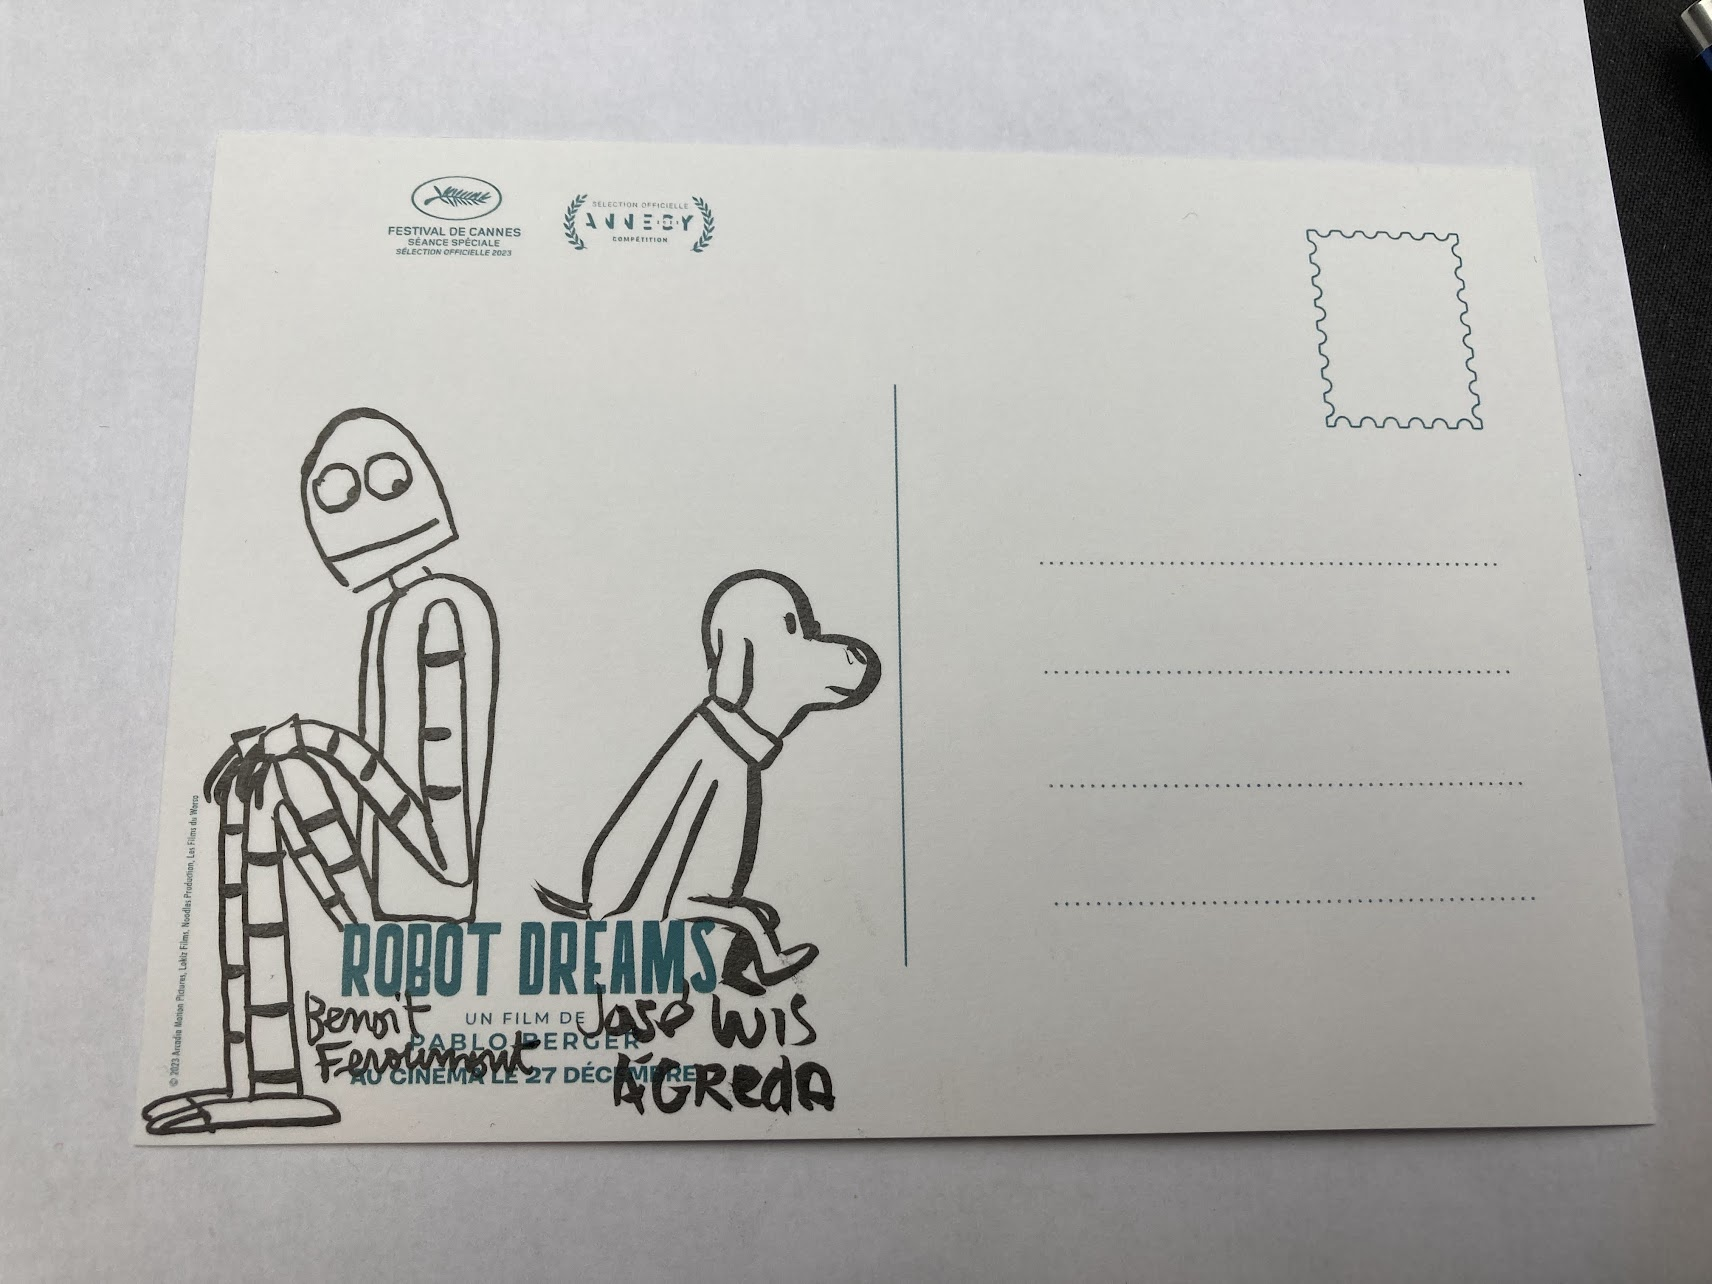 FESTIVAL DE CANNES
SÉANCE SPÉCIALE
SÉLECTION OFFICIELLE 2023
SÉLECTION OFFICIELLE
ANNECY
COMPÉTITION
© 2023 Arcadia Motion Pictures, Lokiz Films, Noodles Production, Les Films du Worso
ROBOT DREAMS
UN FILM DE
PABLO BERGER
AU CINÉMA LE 27 DÉCEMBRE
Benoît
Feroumont
José LUIS
ÁGREDA